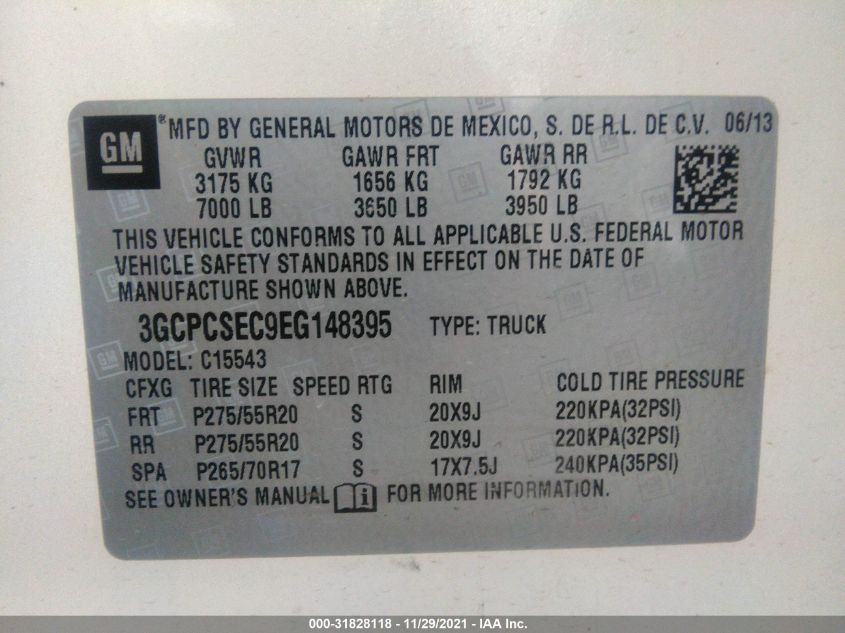 GM ® MFD BY GENERAL MOTORS DE MEXICO, S. DE R.L. DE C.V. 06/13
GVWR GAWR FRT GAWR RR
3175 KG 1656 KG 1792 KG
7000 LB 3650 LB 3950 LB
THIS VEHICLE CONFORMS TO ALL APPLICABLE U.S. FEDERAL MOTOR
VEHICLE SAFETY STANDARDS IN EFFECT ON THE DATE OF
MANUFACTURE SHOWN ABOVE.
3GCPCSEC9EG148395 TYPE: TRUCK
MODEL: C15543
CFXG TIRE SIZE SPEED RTG RIM COLD TIRE PRESSURE
FRT P275/55R20 S 20X9J 220KPA(32PSI)
RR P275/55R20 S 20X9J 220KPA(32PSI)
SPA P265/70R17 S 17X7.5J 240KPA(35PSI)
SEE OWNER'S MANUAL i FOR MORE INFORMATION.
000-31828118 - 11/29/2021 - IAA Inc.